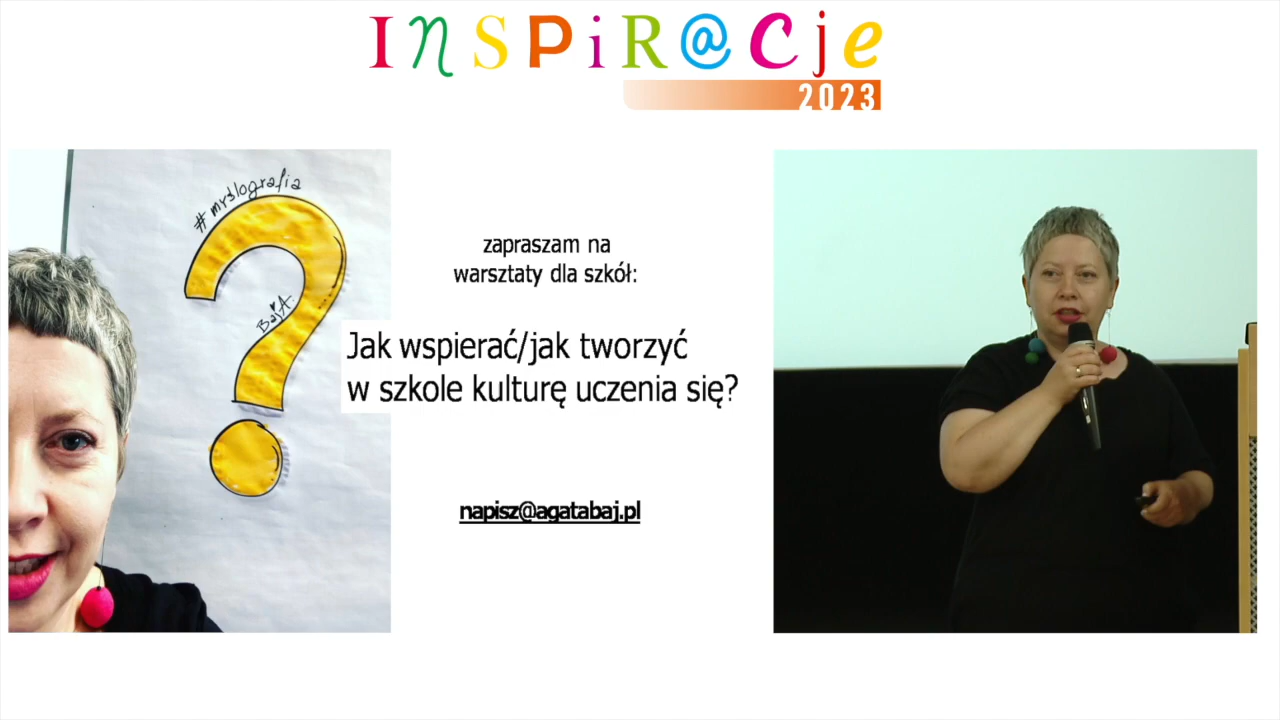 InSPiR@Cje
2023
#myślografia
BajA
zapraszam na
warsztaty dla szkół:
Jak wspierać/jak tworzyć
w szkole kulturę uczenia się?
napisz@agatabaj.pl